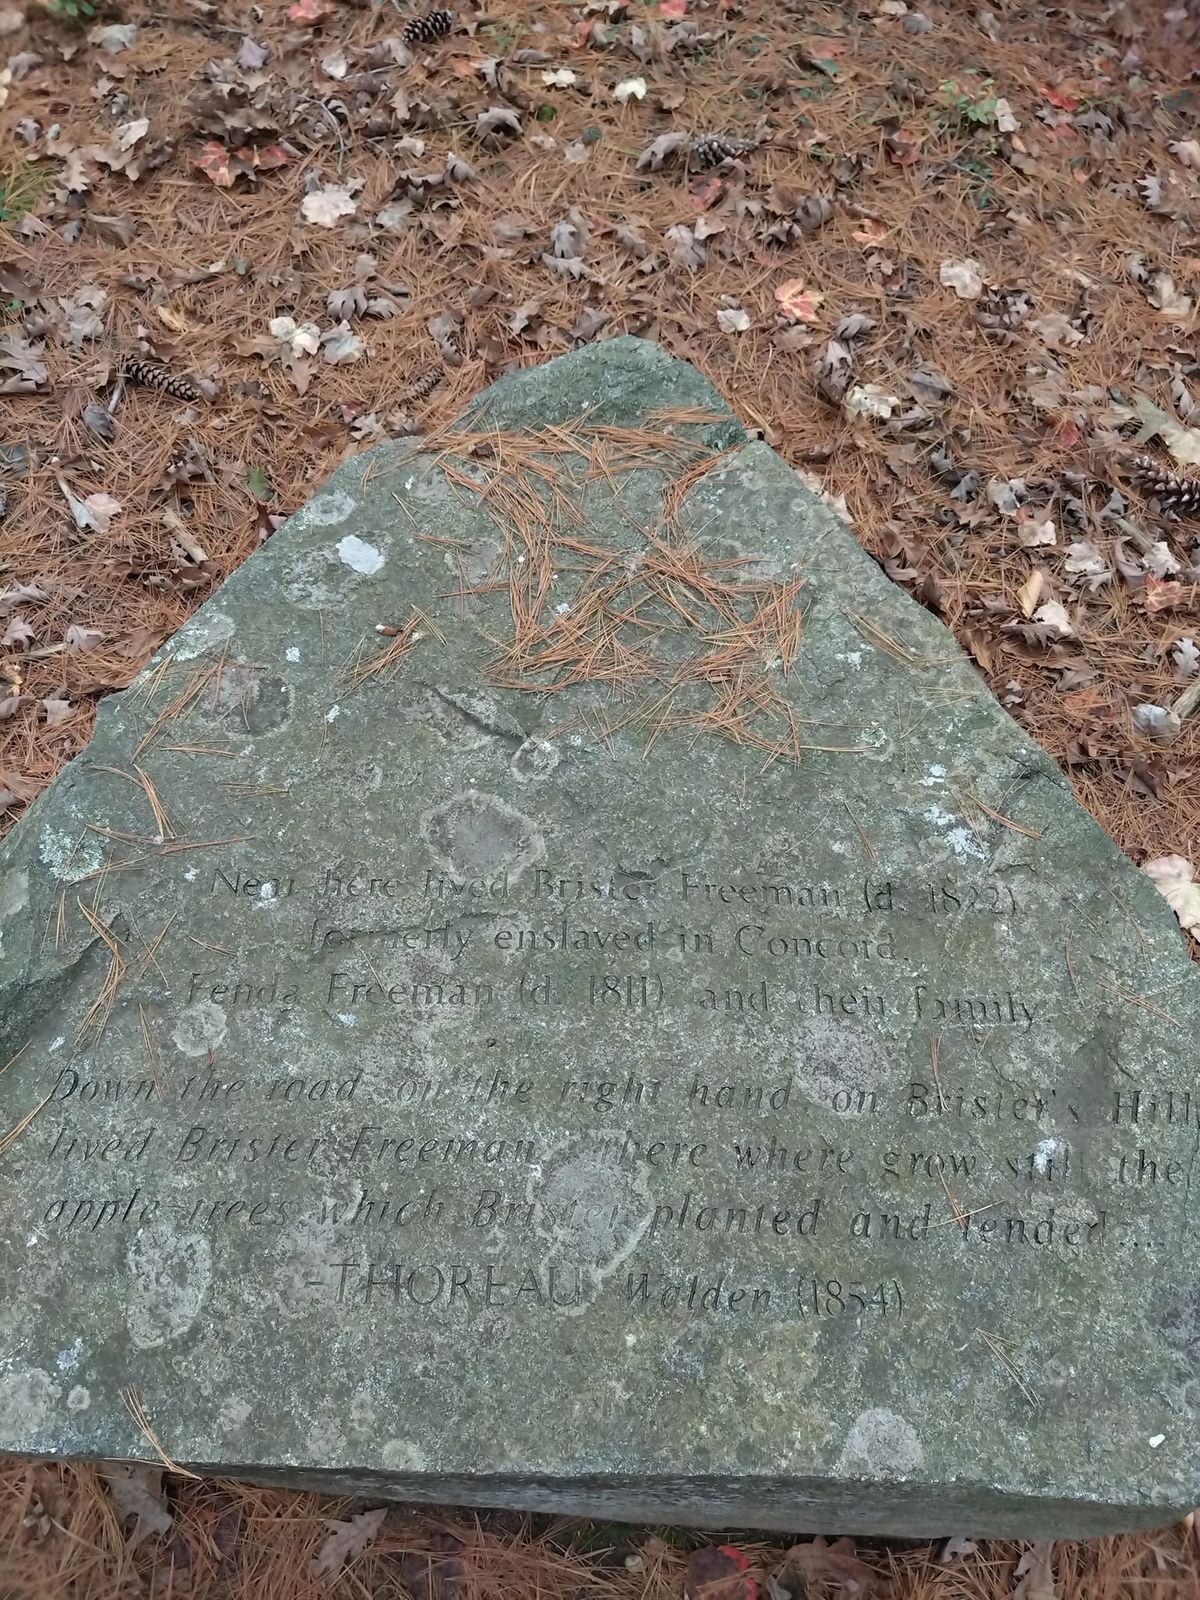 Near here lived Brister Freeman (d. 1822),
formerly enslaved in Concord,
Fenda Freeman (d. 1811), and their family.
Down the road, on the right hand, on Brister's Hill,
lived Brister Freeman... there where grow still the
apple-trees which Brister planted and tended....
-THOREAU, Walden (1854)